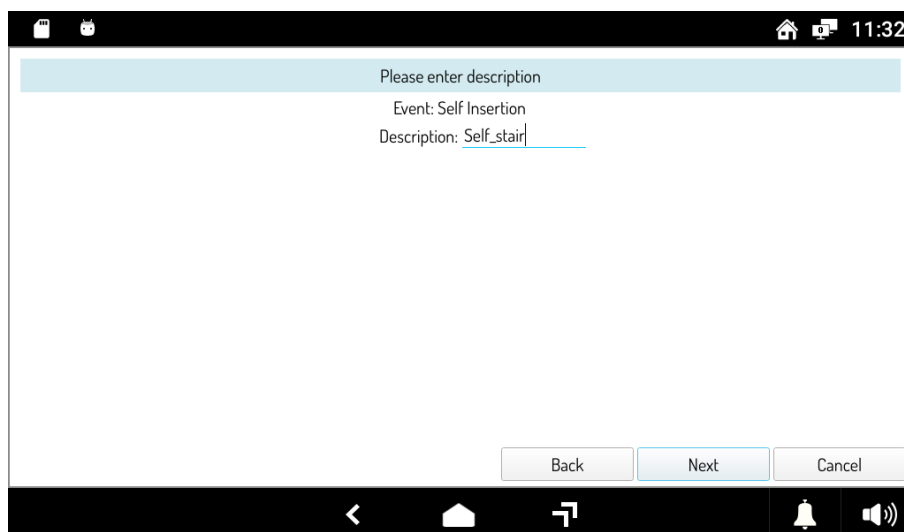 11:32
Please enter description
Event: Self Insertion
Description: Self_stair
Back Next Cancel